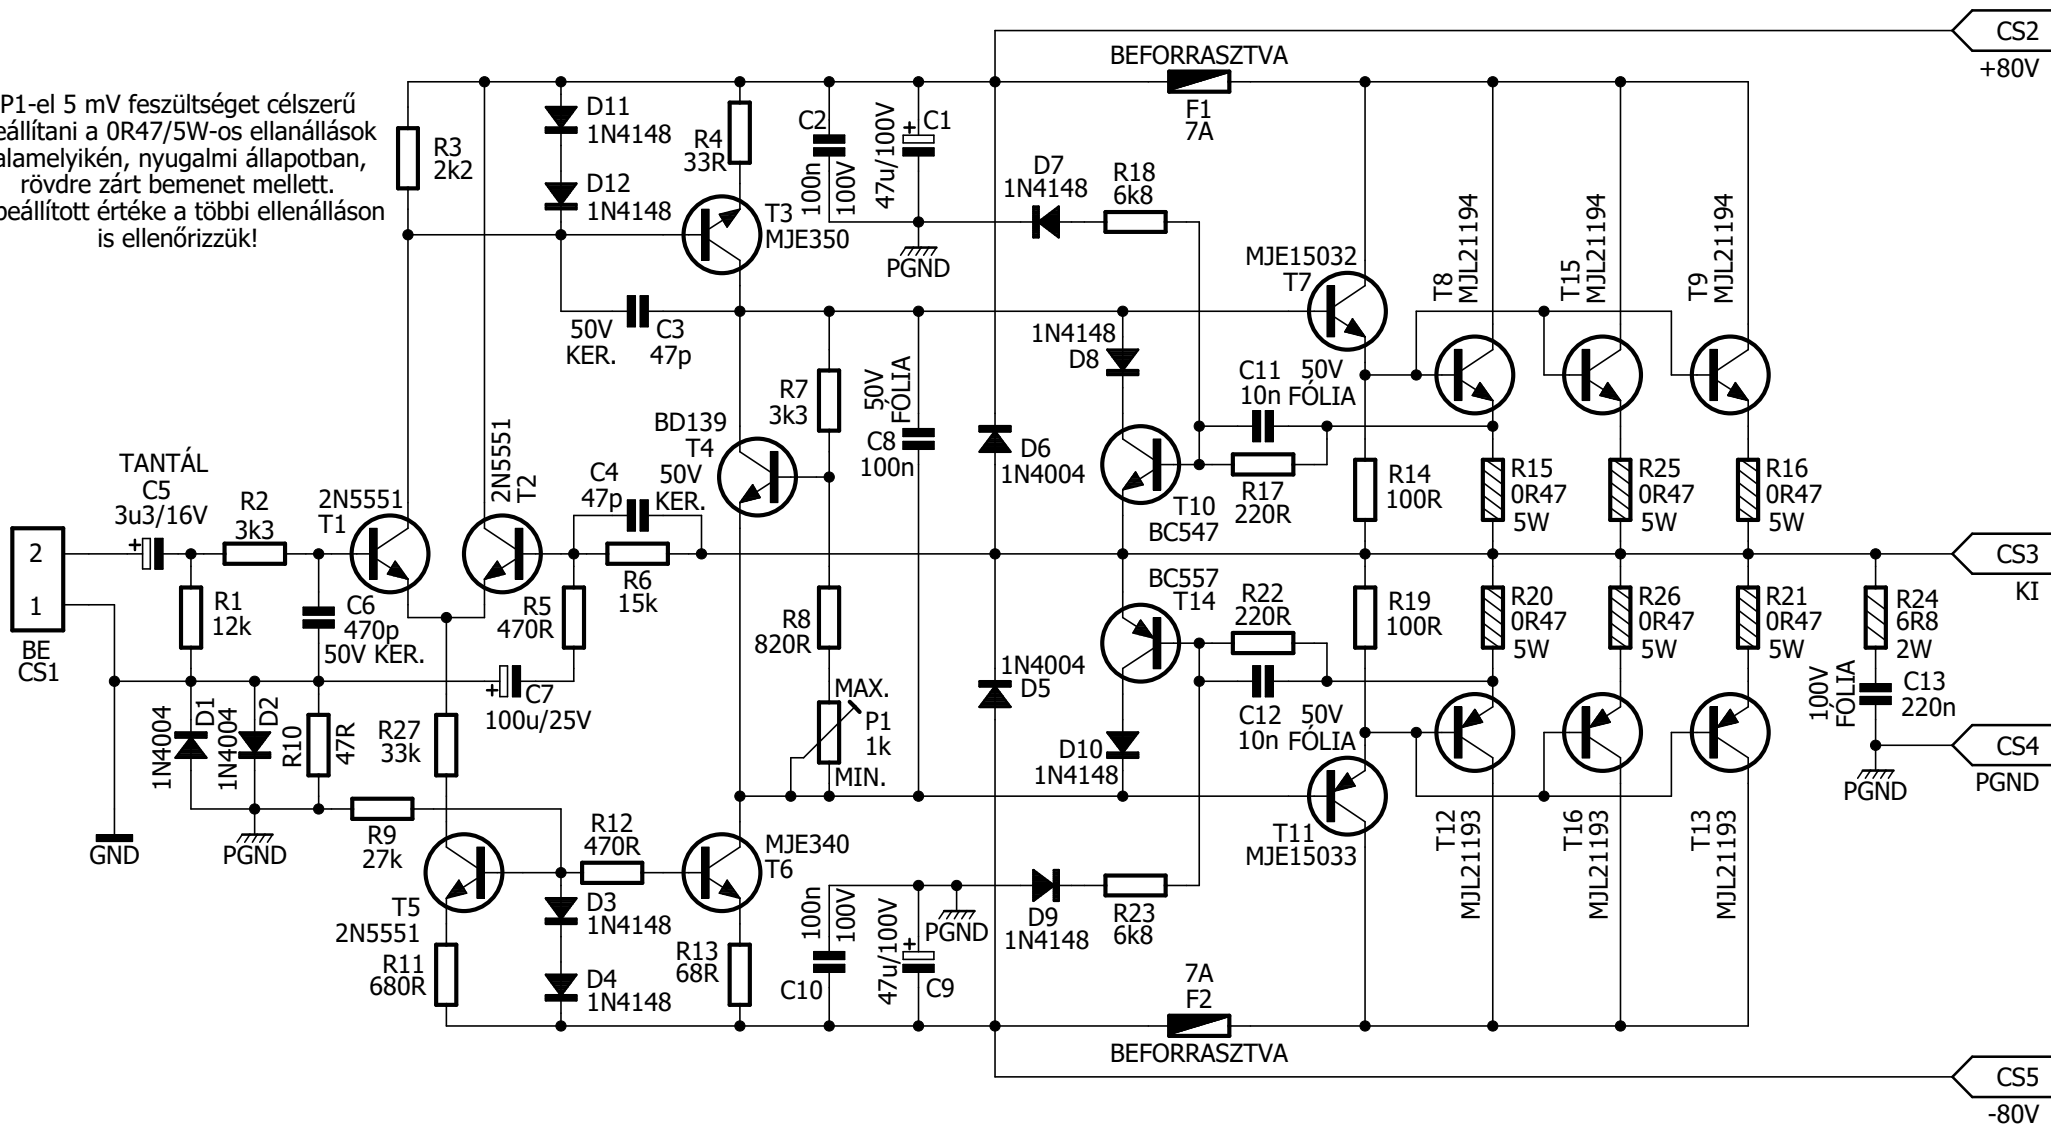 CS2
+80V
BEFORRASZTVA
F1
7A
P1-el 5 mV feszültséget célszerű
eállítani a 0R47/5W-os ellanállások
alamelyikén, nyugalmi állapotban,
rövdre zárt bemenet mellett.
beállított értéke a többi ellenálláson
is ellenőrizzük!
R3
2k2
D11
1N4148
D12
1N4148
R4
33R
T3
MJE350
C2
100n
100V
C1
47u/100V
PGND
D7
1N4148
R18
6k8
MJE15032
T7
T8
MJL21194
T15
MJL21194
T9
MJL21194
50V
KER.
C3
47p
R7
3k3
50V
FÓLIA
C8
100n
1N4148
D8
C11
10n
50V
FÓLIA
BD139
T4
D6
1N4004
T10
BC547
R17
220R
R14
100R
R15
0R47
5W
R25
0R47
5W
R16
0R47
5W
TANTÁL
C5
3u3/16V
R2
3k3
2N5551
T1
2N5551
T2
C4
47p
50V
KER.
2
1
BE
CS1
R1
12k
C6
470p
50V KER.
R5
470R
R6
15k
R8
820R
BC557
T14
R22
220R
R19
100R
R20
0R47
5W
R26
0R47
5W
R21
0R47
5W
R24
6R8
2W
CS3
KI
C7
100u/25V
1N4004
D1
1N4004
D2
R10
47R
R27
33k
MAX.
P1
1k
MIN.
1N4004
D5
D10
1N4148
C12
10n
50V
FÓLIA
100V
FÓLIA
C13
220n
CS4
PGND
PGND
GND
PGND
R9
27k
R12
470R
MJE340
T6
T11
MJE15033
T12
MJL21193
T16
MJL21193
T13
MJL21193
T5
2N5551
D3
1N4148
R11
680R
D4
1N4148
R13
68R
100n
100V
C10
47u/100V
C9
PGND
D9
1N4148
R23
6k8
7A
F2
BEFORRASZTVA
CS5
-80V